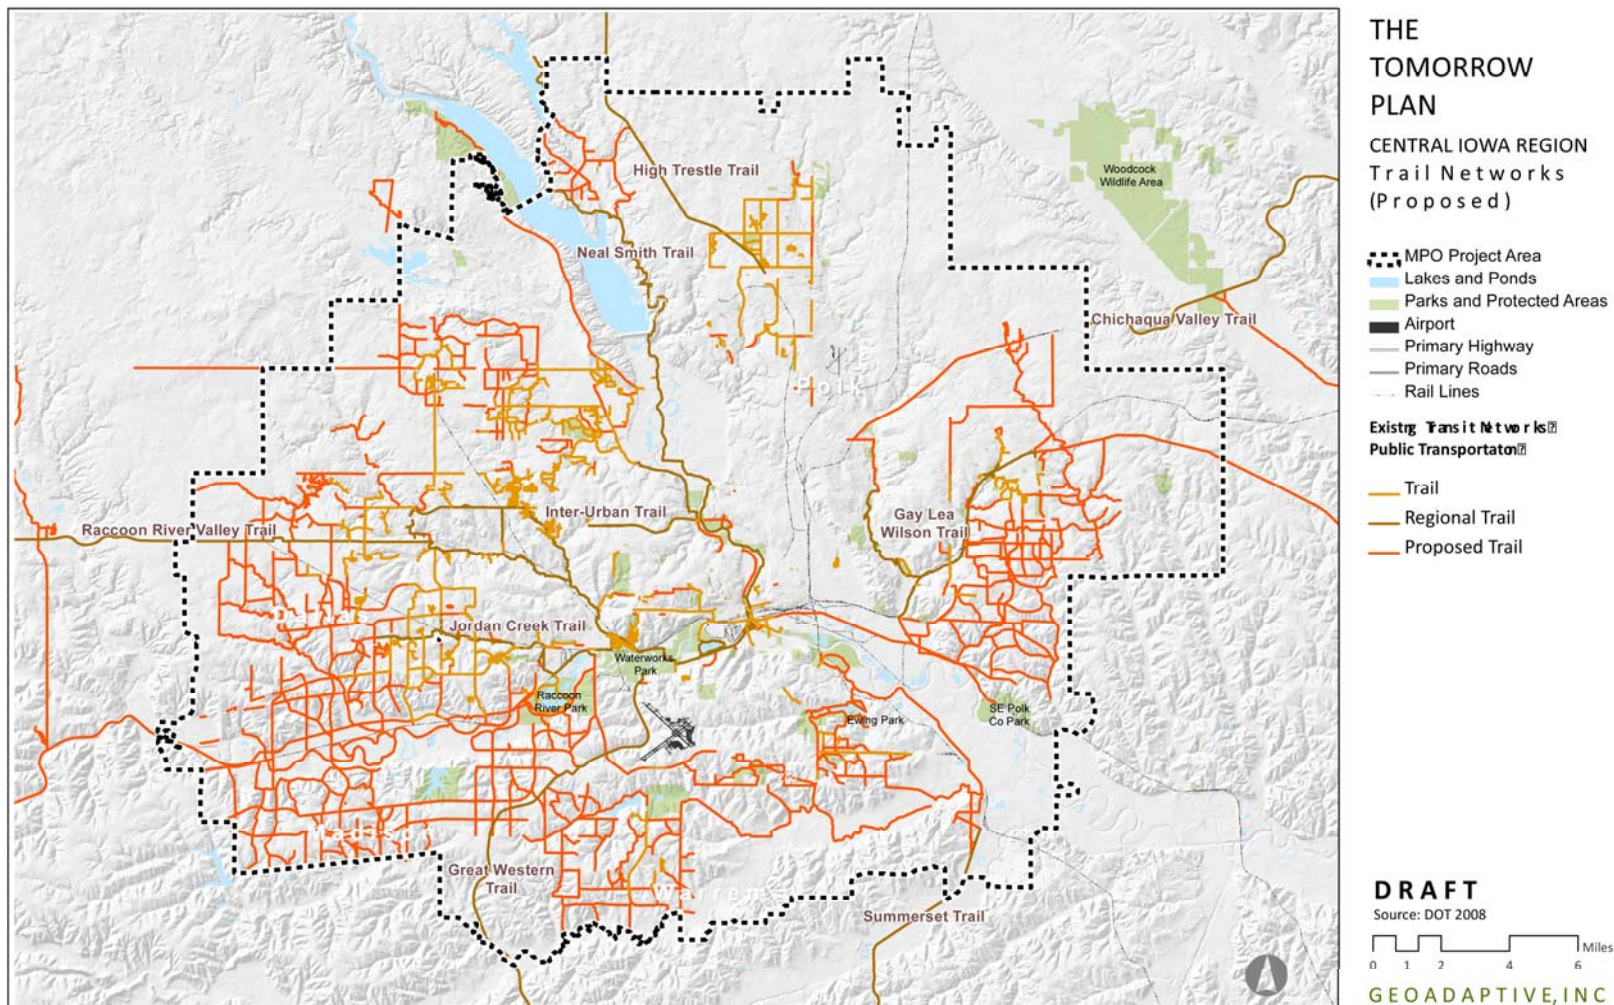 THE
TOMORROW
PLAN
CENTRAL IOWA REGION
Trail Networks
(Proposed)
MPO Project Area
Lakes and Ponds
Parks and Protected Areas
Airport
Primary Highway
Primary Roads
Rail Lines
Trail
Regional Trail
Proposed Trail
Woodcock
Wildlife Area
High Trestle Trail
Neal Smith Trail
Chichaqua Valley Trail
Polk
Inter-Urban Trail
Gay Lea
Wilson Trail
Raccoon River Valley Trail
Dallas
Jordan Creek Trail
Waterworks
Park
Raccoon
River Park
Ewing Park
SE Polk
Co Park
Madison
Great Western
Trail
Warren
Summerset Trail
DRAFT
Source: DOT 2008
Miles
0 1 2 4 6
GEOADAPTIVE, INC